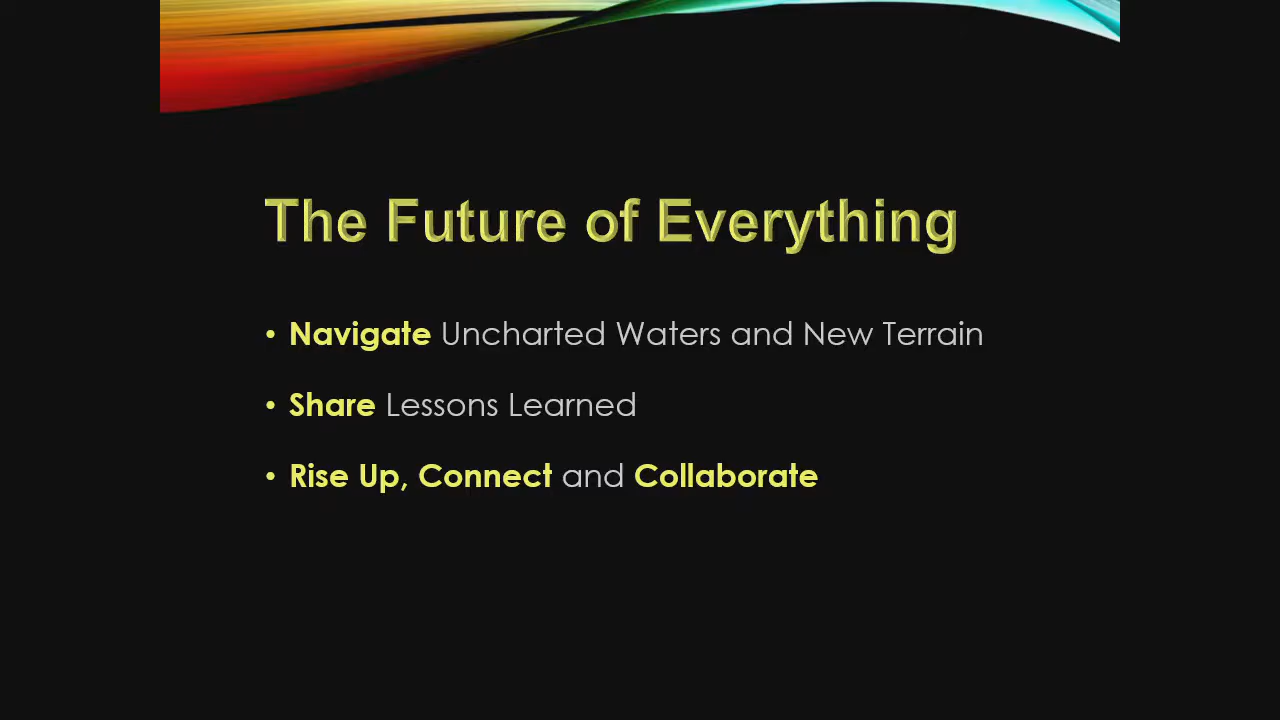 The Future of Everything
• Navigate Uncharted Waters and New Terrain
• Share Lessons Learned
• Rise Up, Connect and Collaborate